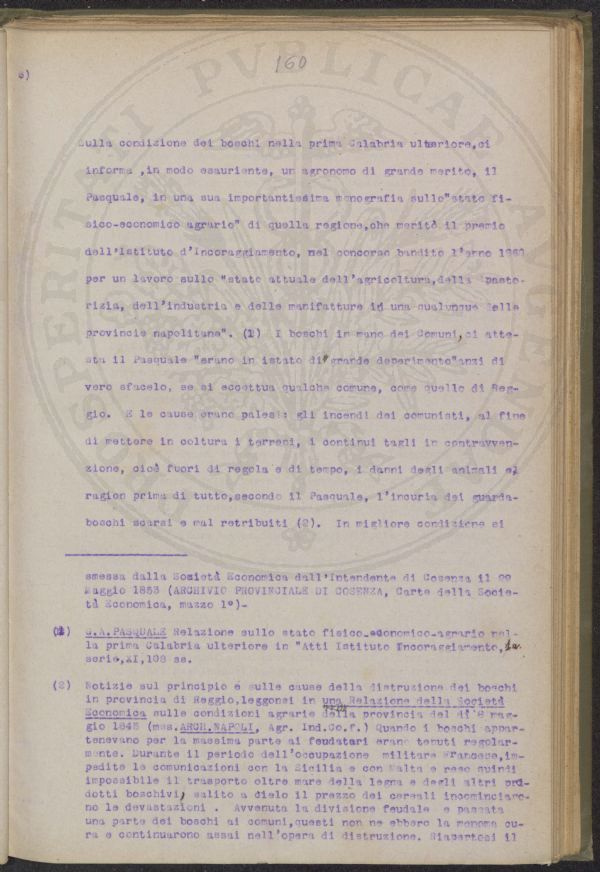 160
e)
Sulla condizione dei boschi nella prima Calabria ulteriore,ci
informa ,in modo esauriente, un agronomo di grande merito, il
Pasquale, in una sua importantissima monografia sullo"stato fi-
sico-economico agrario" di quella regione,che meritò il premio
dell'Istituto d'Incoraggiamento, nel concorso bandito l'anno 1860
per un lavoro sullo "stato attuale dell'agricoltura,della pasto-
rizia, dell'industria e delle manifatture in una qualunque delle
provincie napolitane". (1) I boschi in mano dei Comuni,ci atte-
sta il Pasquale "erano in istato di grande deperimento"anzi di
vero sfacelo, se si eccettua qualche comune, come quello di Reg-
gio. E le cause erano palesi: gli incendi dei comunisti, al fine
di mettere in coltura i terreni, i continui tagli in contravven-
zione, cioè fuori di regola e di tempo, i danni degli animali e,
ragion prima di tutto,secondo il Pasquale, l'incuria dei guarda-
boschi scarsi e mal retribuiti (2). In migliore condizione si
smessa dalla Società Economica dall'Intendente di Cosenza il 22
Maggio 1853 (ARCHIVIO PROVINCIALE DI COSENZA, Carte della Socie-
tà Economica, mazzo 1°)-
(1) G.A.PASQUALE Relazione sullo stato fisico-economico-agrario nel-
la prima Calabria ulteriore in "Atti Istituto Incoraggiamento, 1a
serie,XI,108 ss.
(2) Notizie sul principio e sulle cause della distruzione dei boschi
in provincia di Reggio,leggonsi in una Relazione della Società
Economica sulle condizioni agrarie della provincia del dì 8 mag-
gio 1845 (mss.ARCH.NAPOLI, Agr. Ind.Co.f.) Quando i boschi appar-
tenevano per la massima parte ai feudatari erano tenuti regolar-
mente. Durante il periodo dell'occupazione militare Francese,im-
pedite le comunicazioni con la Sicilia e con Malta e reso quindi
impossibile il trasporto oltre mare della legna e degli altri pro-
dotti boschivi, salito a cielo il prezzo dei cereali incominciaro-
no le devastazioni . Avvenuta la divisione feudale e passata
una parte dei boschi ai comuni,questi non ne ebbero la menoma cu-
ra e continuarono assai nell'opera di distruzione. Siapertosi il
PROSPERITATI PVBLICAE AVGENDAE